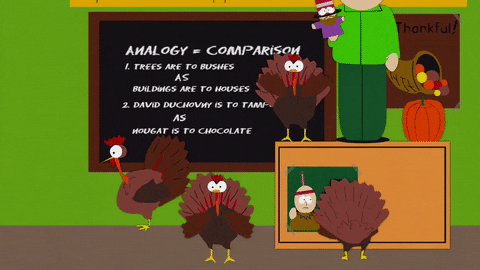 Thankful!
ANALOGY = COMPARISON
1. TREES ARE TO BUSHES
AS
BUILDINGS ARE TO HOUSES
2. DAVID DUCHOVNY IS TO
AS
NOUGAT IS TO CHOCOLATE